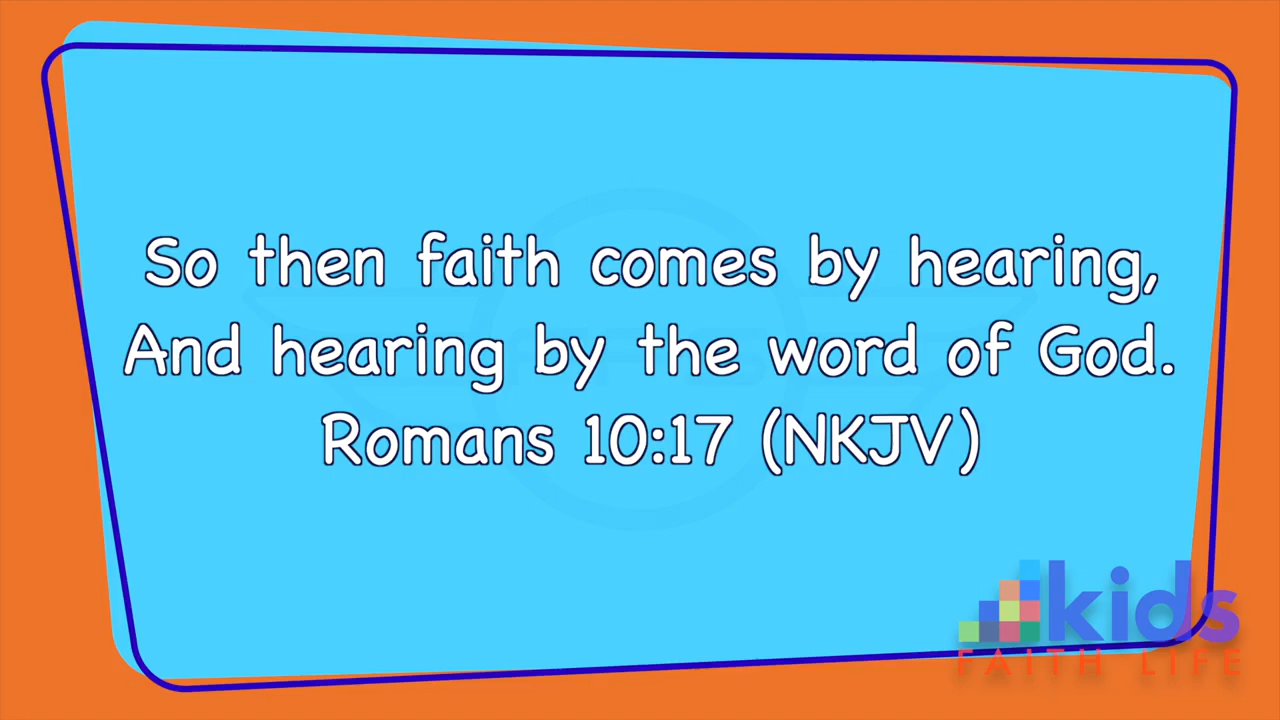 So then faith comes by hearing,
And hearing by the word of God.
Romans 10:17 (NKJV)
kids
FAITH LIFE